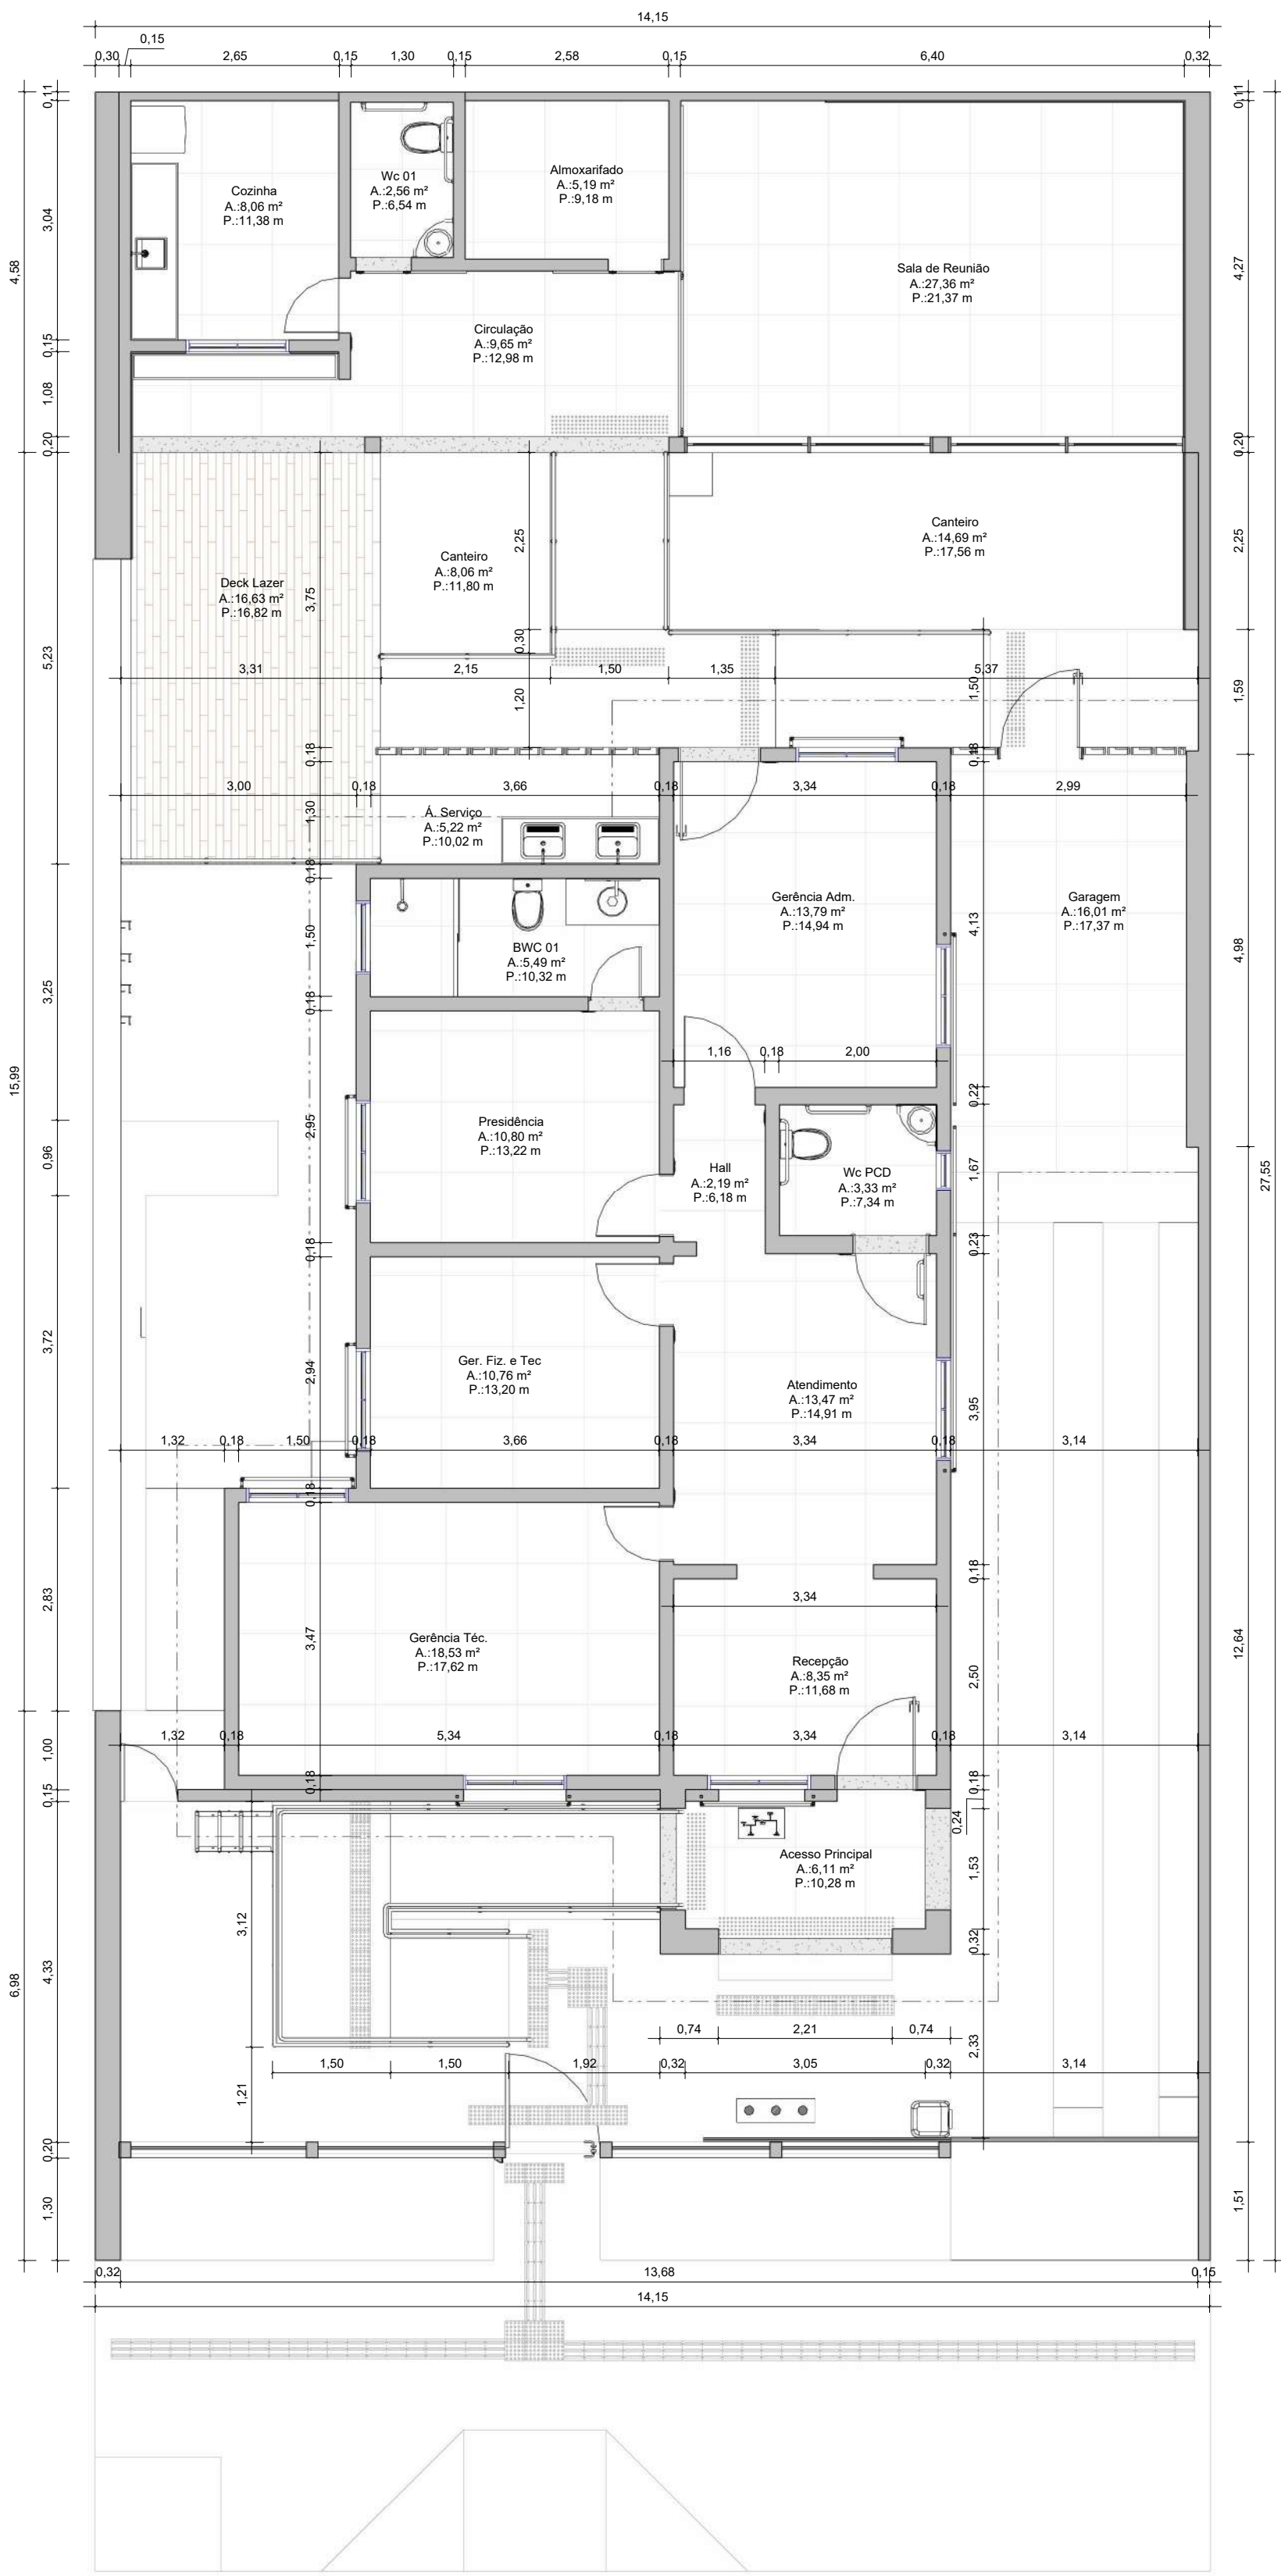 14,15
0,15
0,30
2,65
0,15
1,30
0,15
2,58
0,15
6,40
0,32
0,11
3,04
4,58
0,15
1,08
0,20
0,11
4,27
0,20
Cozinha
A.:8,06 m²
P.:11,38 m
Wc 01
A.:2,56 m²
P.:6,54 m
Almoxarifado
A.:5,19 m²
P.:9,18 m
Sala de Reunião
A.:27,36 m²
P.:21,37 m
Circulação
A.:9,65 m²
P.:12,98 m
Deck Lazer
A.:16,63 m²
P.:16,82 m
3,75
Canteiro
A.:8,06 m²
P.:11,80 m
2,25
Canteiro
A.:14,69 m²
P.:17,56 m
2,25
5,23
0,30
3,31
2,15
1,50
1,35
5,37
1,20
1,50
1,59
0,18
0,18
3,00
0,18
3,66
0,18
3,34
0,18
2,99
1,30
Á. Serviço
A.:5,22 m²
P.:10,02 m
0,18
Gerência Adm.
A.:13,79 m²
P.:14,94 m
4,13
Garagem
A.:16,01 m²
P.:17,37 m
4,98
1,50
BWC 01
A.:5,49 m²
P.:10,32 m
3,25
0,18
1,16
0,18
2,00
0,22
15,99
2,95
Presidência
A.:10,80 m²
P.:13,22 m
0,96
Hall
A.:2,19 m²
P.:6,18 m
Wc PCD
A.:3,33 m²
P.:7,34 m
1,67
27,55
0,18
0,23
3,72
2,94
Ger. Fiz. e Tec
A.:10,76 m²
P.:13,20 m
Atendimento
A.:13,47 m²
P.:14,91 m
3,95
1,32
0,18
1,50
0,18
3,66
0,18
3,34
0,18
3,14
0,18
0,18
3,34
2,83
3,47
Gerência Téc.
A.:18,53 m²
P.:17,62 m
Recepção
A.:8,35 m²
P.:11,68 m
2,50
12,64
1,00
1,32
0,18
5,34
0,18
3,34
0,18
3,14
0,15
0,18
0,18
0,24
Acesso Principal
A.:6,11 m²
P.:10,28 m
1,53
3,12
0,32
6,98
4,33
0,74
2,21
0,74
2,33
1,50
1,50
1,92
0,32
3,05
0,32
3,14
1,21
0,20
1,30
1,51
0,32
13,68
0,15
14,15